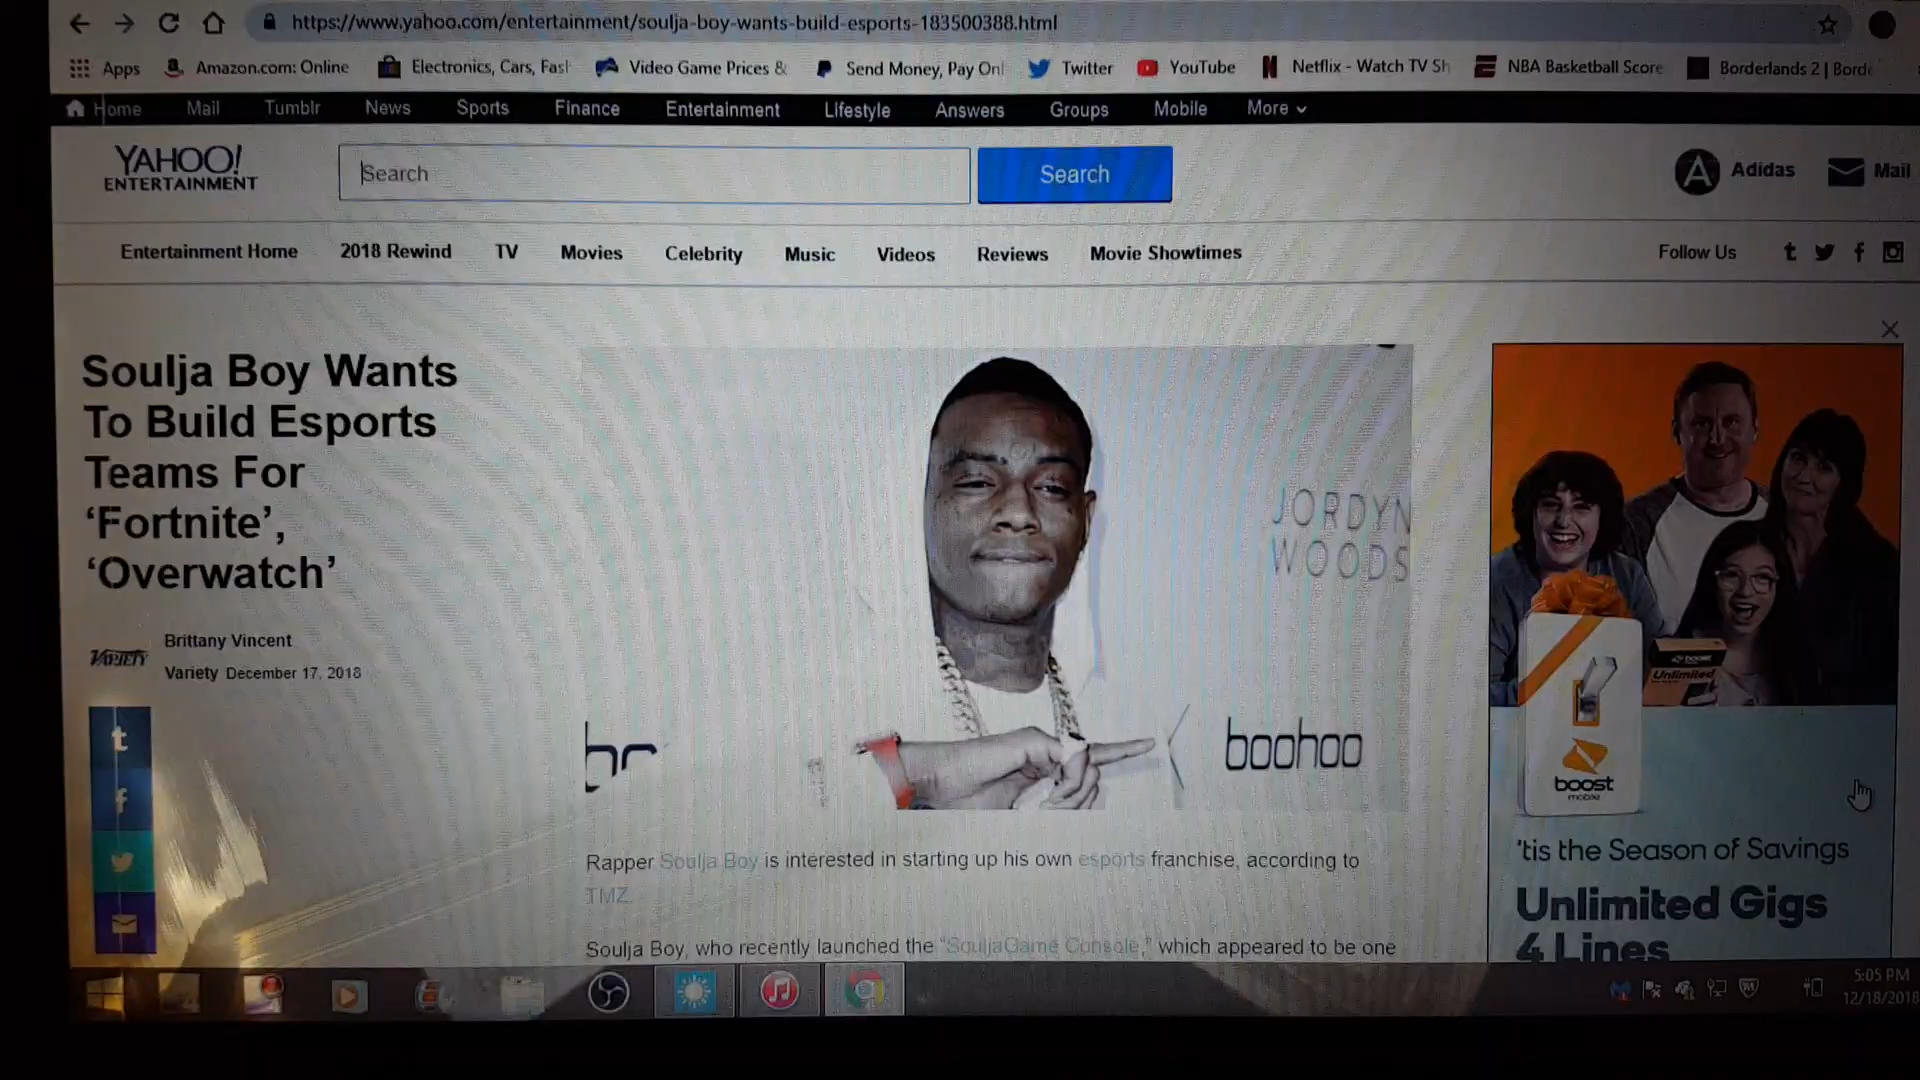 https://www.yahoo.com/entertainment/soulja-boy-wants-build-esports-183500388.html
Apps Amazon.com: Online Electronics, Cars, Fash Video Game Prices & Send Money, Pay Onl Twitter YouTube Netflix - Watch TV Sh NBA Basketball Score Borderlands 2 | Borde
Home Mail Tumblr News Sports Finance Entertainment Lifestyle Answers Groups Mobile More
YAHOO!
ENTERTAINMENT
Search
Search
Adidas
Mail
Entertainment Home 2018 Rewind TV Movies Celebrity Music Videos Reviews Movie Showtimes Follow Us
Soulja Boy Wants
To Build Esports
Teams For
‘Fortnite’,
‘Overwatch’
VARIETY
Brittany Vincent
Variety December 17, 2018
JORDYN
WOODS
boohoo
Rapper Soulja Boy is interested in starting up his own esports franchise, according to
TMZ.
Soulja Boy, who recently launched the “SouljaGame Console,” which appeared to be one
boost
Unlimited
boost
mobile
'tis the Season of Savings
Unlimited Gigs
4 Lines
5:05 PM
12/18/2018